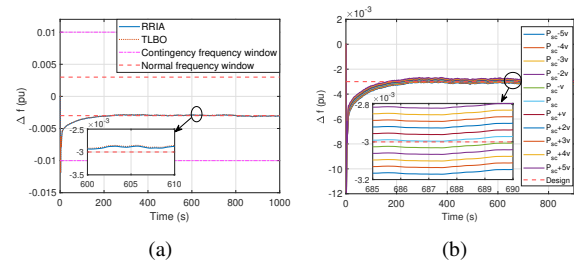 0.01
0.005
0
-0.005
-0.01
-0.015
Δ f (pu)
RRIA
TLBO
Contingency frequency window
Normal frequency window
-2.5 ×10⁻³
-3
-3.5
600 605 610
0 200 400 600 800 1000
Time (s)
(a)
×10⁻³
2
0
-2
-4
-6
-8
-10
-12
Δ f (pu)
-2.8 ×10⁻³
-3
-3.2
685 686 687 688 689 690
0 200 400 600 800
Time (s)
P_sc-5v
P_sc-4v
P_sc-3v
P_sc-2v
P_sc-v
P_sc
P_sc+v
P_sc+2v
P_sc+3v
P_sc+4v
P_sc+5v
Design
(b)